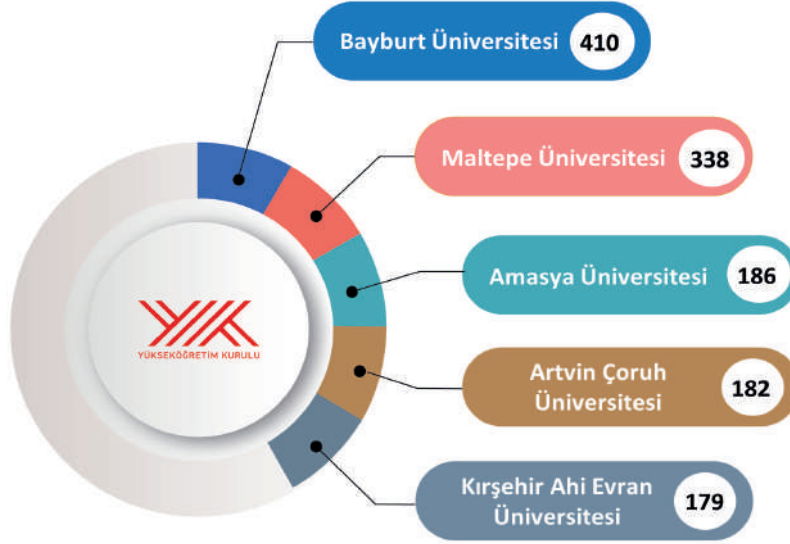 Bayburt Üniversitesi 410
Maltepe Üniversitesi 338
Amasya Üniversitesi 186
YÜKSEKÖĞRETİM KURULU
Artvin Çoruh
Üniversitesi 182
Kırşehir Ahi Evran
Üniversitesi 179